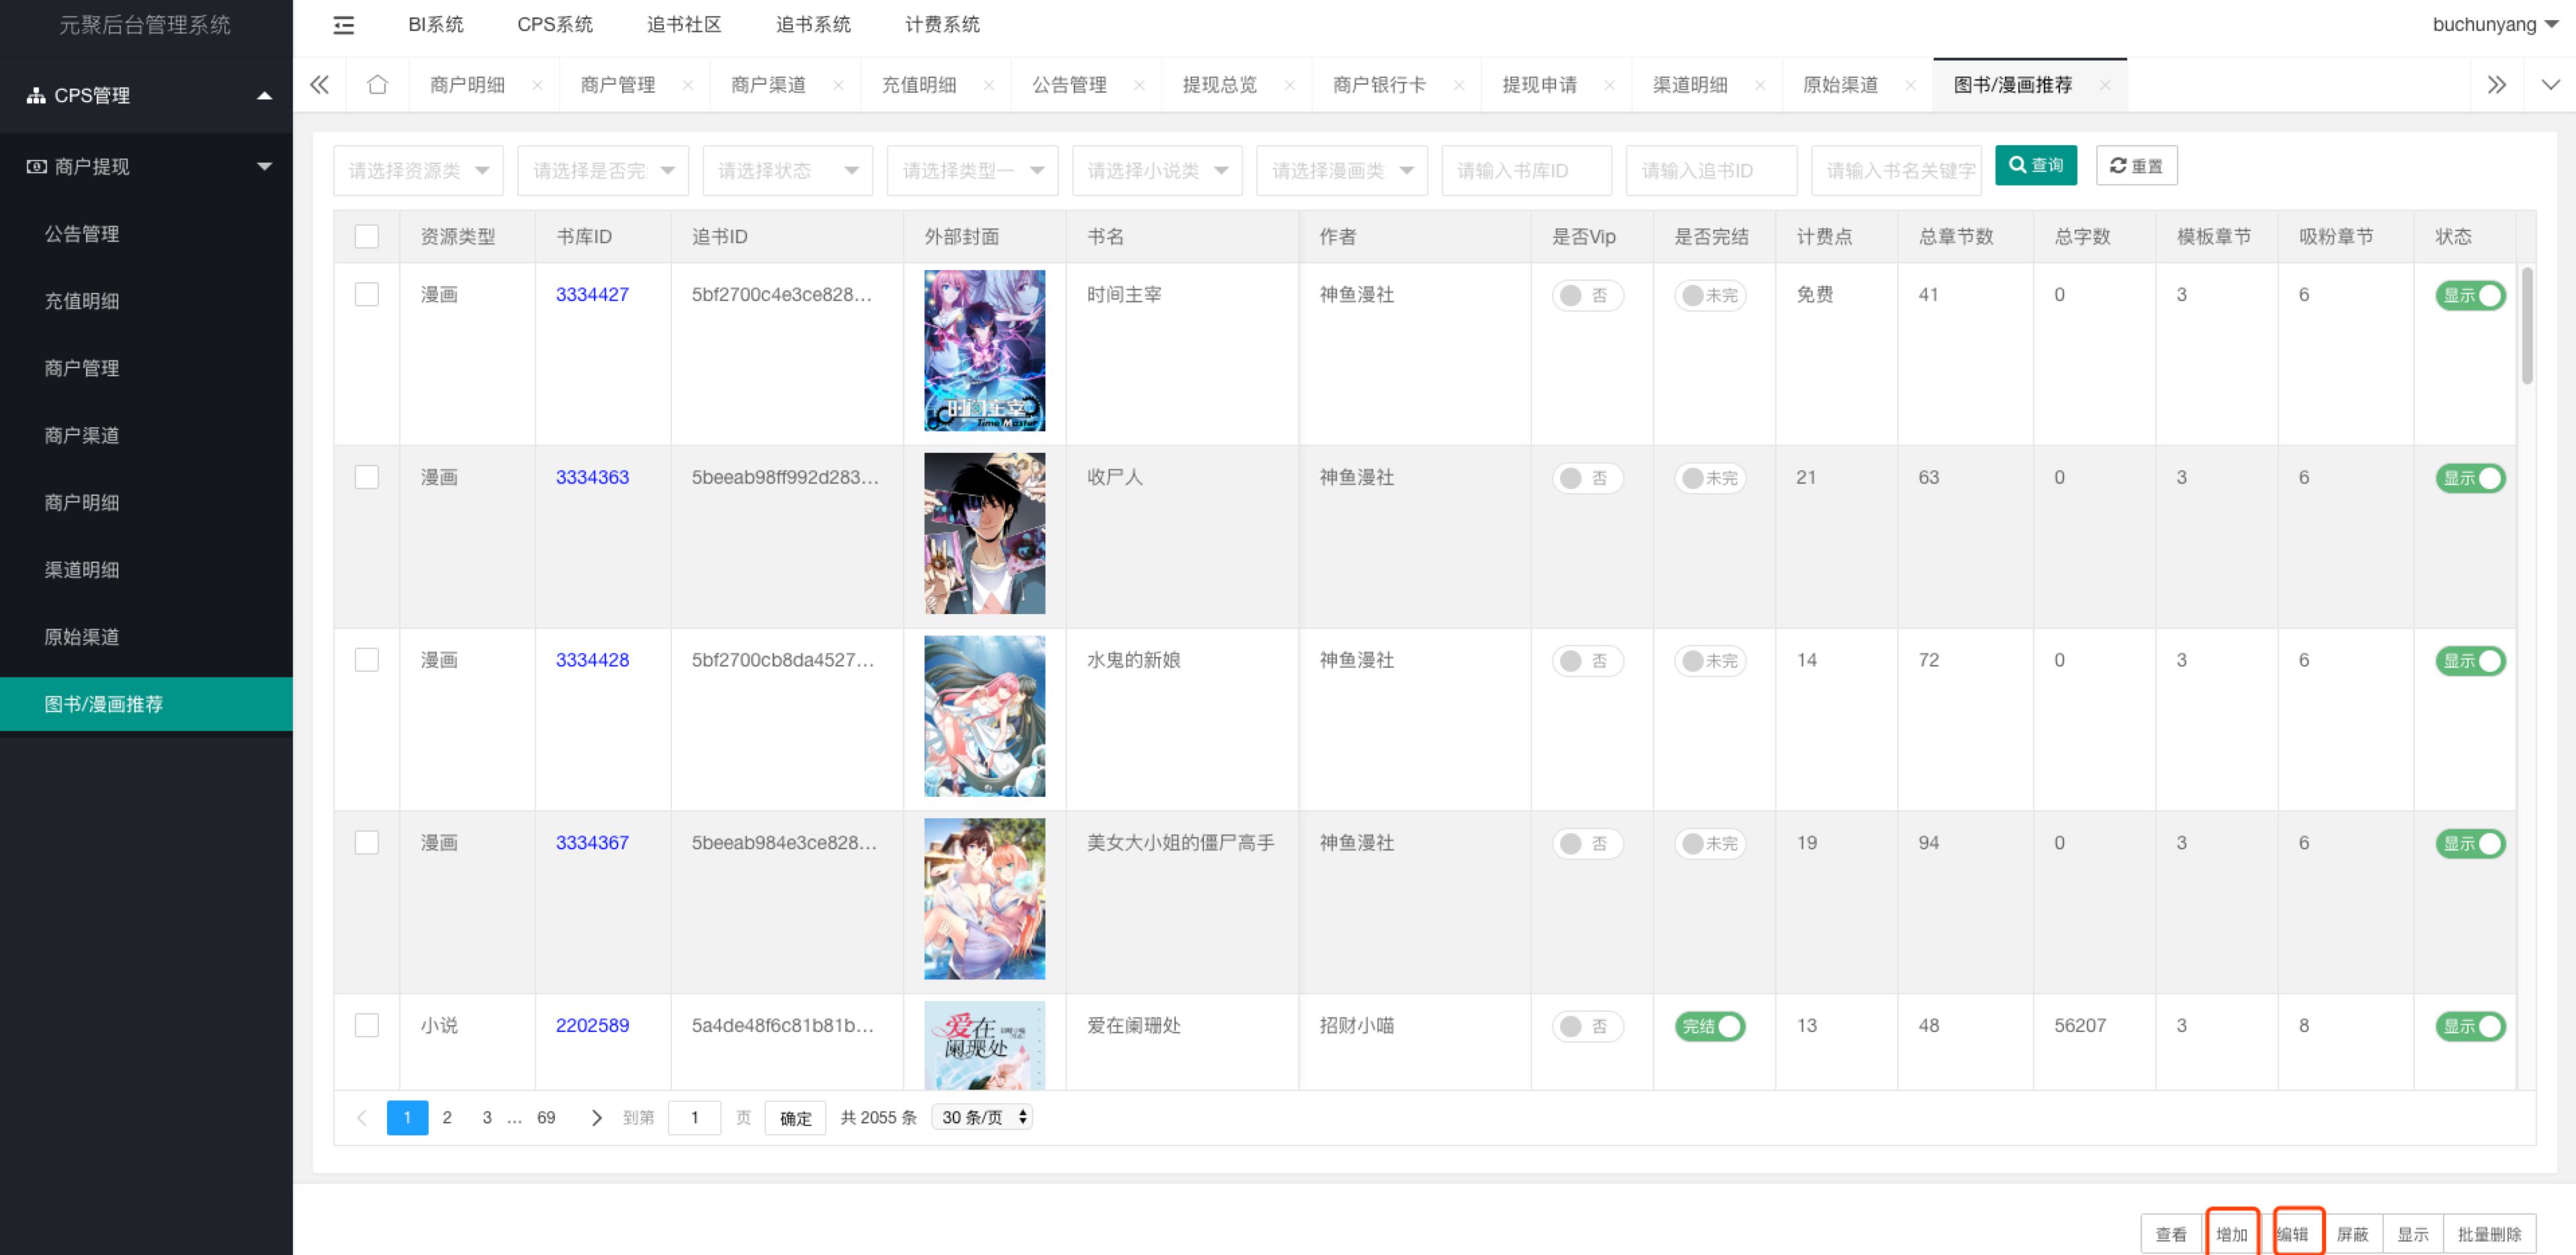 元聚后台管理系统
BI系统 CPS系统 追书社区 追书系统 计费系统 buchunyang
CPS管理
商户提现
公告管理
充值明细
商户管理
商户渠道
商户明细
渠道明细
原始渠道
图书/漫画推荐
商户明细 商户管理 商户渠道 充值明细 公告管理 提现总览 商户银行卡 提现申请 渠道明细 原始渠道 图书/漫画推荐
请选择资源类 请选择是否完 请选择状态 请选择类型一 请选择小说类 请选择漫画类 请输入书库ID 请输入追书ID 请输入书名关键字 查询 重置
资源类型 书库ID 追书ID 外部封面 书名 作者 是否Vip 是否完结 计费点 总章节数 总字数 模板章节 吸粉章节 状态
漫画 3334427 5bf2700c4e3ce828... 时间主宰 神鱼漫社 否 未完 免费 41 0 3 6 显示
时间主宰
Time Master
漫画 3334363 5beeab98ff992d283... 收尸人 神鱼漫社 否 未完 21 63 0 3 6 显示
漫画 3334428 5bf2700cb8da4527... 水鬼的新娘 神鱼漫社 否 未完 14 72 0 3 6 显示
漫画 3334367 5beeab984e3ce828... 美女大小姐的僵尸高手 神鱼漫社 否 未完 19 94 0 3 6 显示
小说 2202589 5a4de48f6c81b81b... 爱在阑珊处 招财小喵 否 完结 13 48 56207 3 8 显示
爱在
阑珊处
1 2 3 ... 69 到第 1 页 确定 共 2055 条 30 条/页
查看 增加 编辑 屏蔽 显示 批量删除